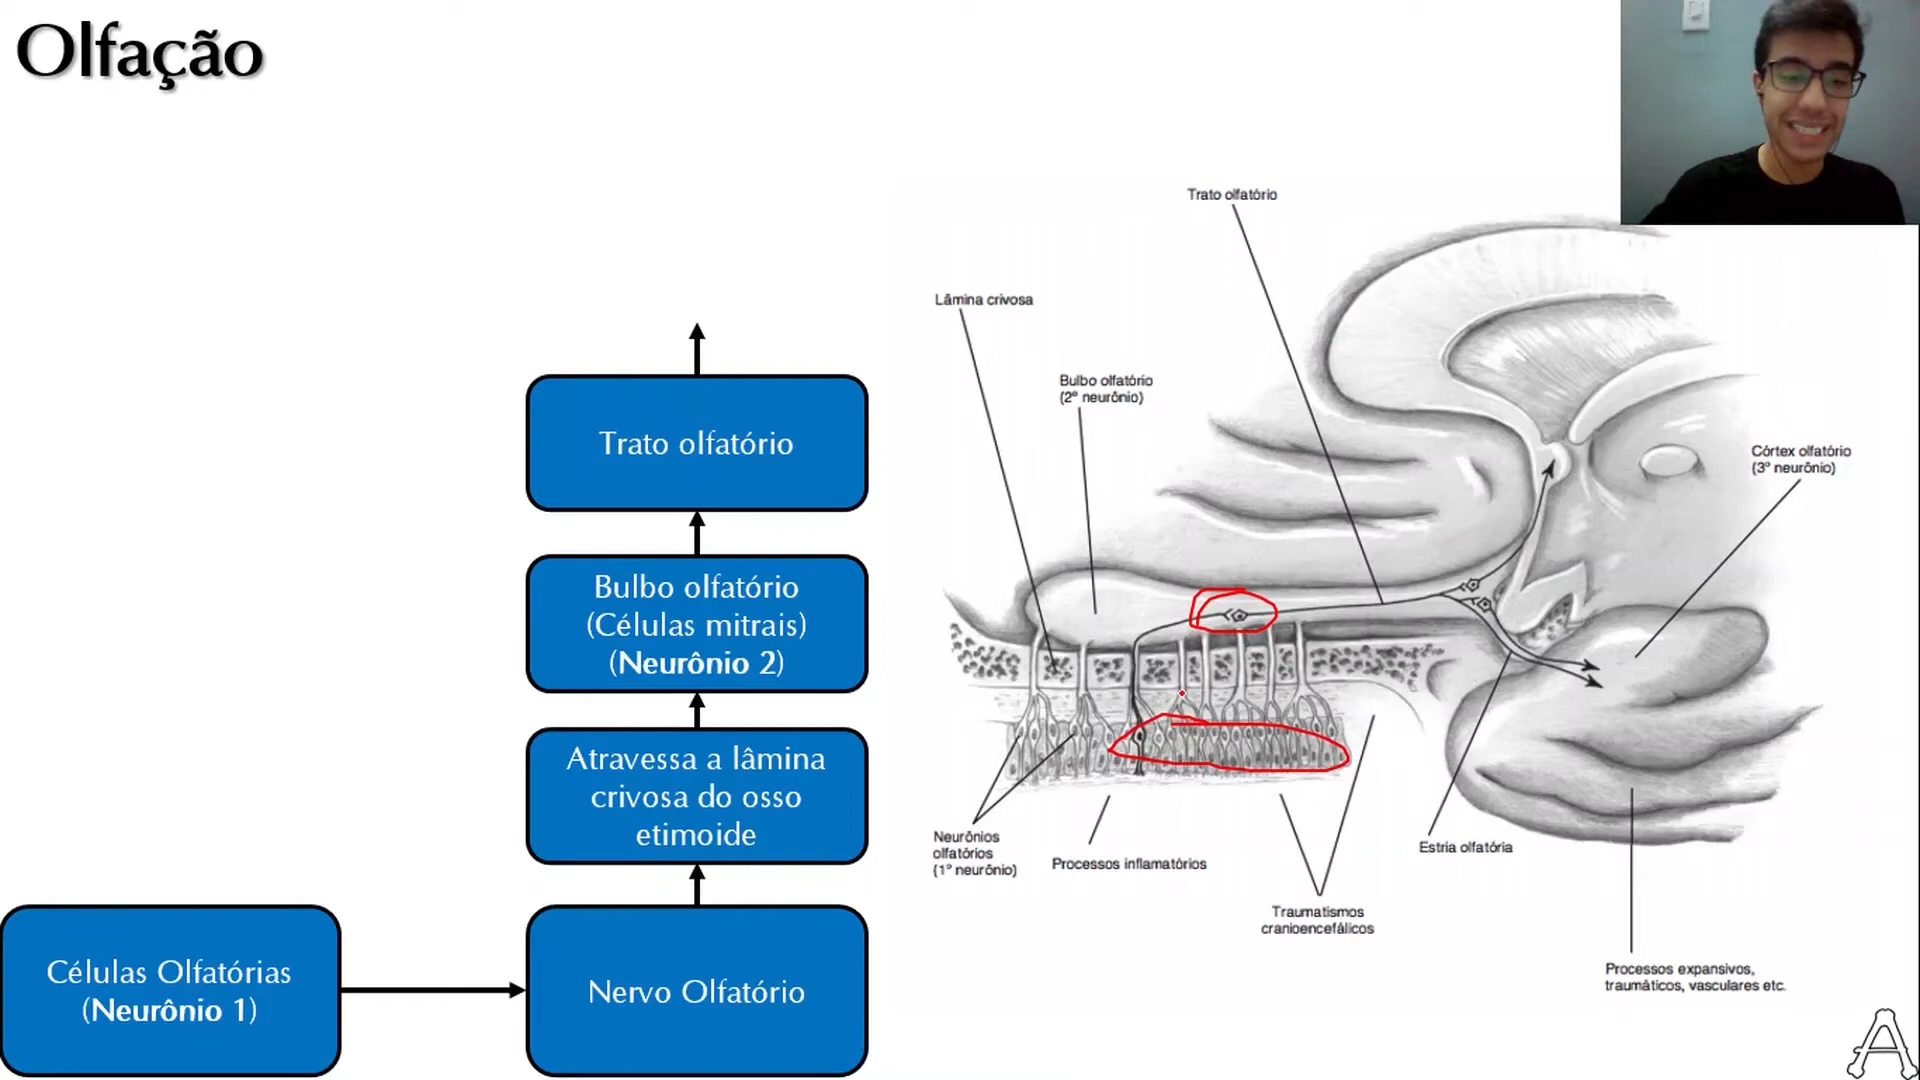 Olfação
Trato olfatório
Bulbo olfatório
(Células mitrais)
(Neurônio 2)
Atravessa a lâmina
crivosa do osso
etimoide
Células Olfatórias
(Neurônio 1)
Nervo Olfatório
Trato olfatório
Lâmina crivosa
Bulbo olfatório
(2º neurônio)
Córtex olfatório
(3º neurônio)
Neurônios
olfatórios
(1º neurônio)
Processos inflamatórios
Estria olfatória
Traumatismos
cranioencefálicos
Processos expansivos,
traumáticos, vasculares etc.
A